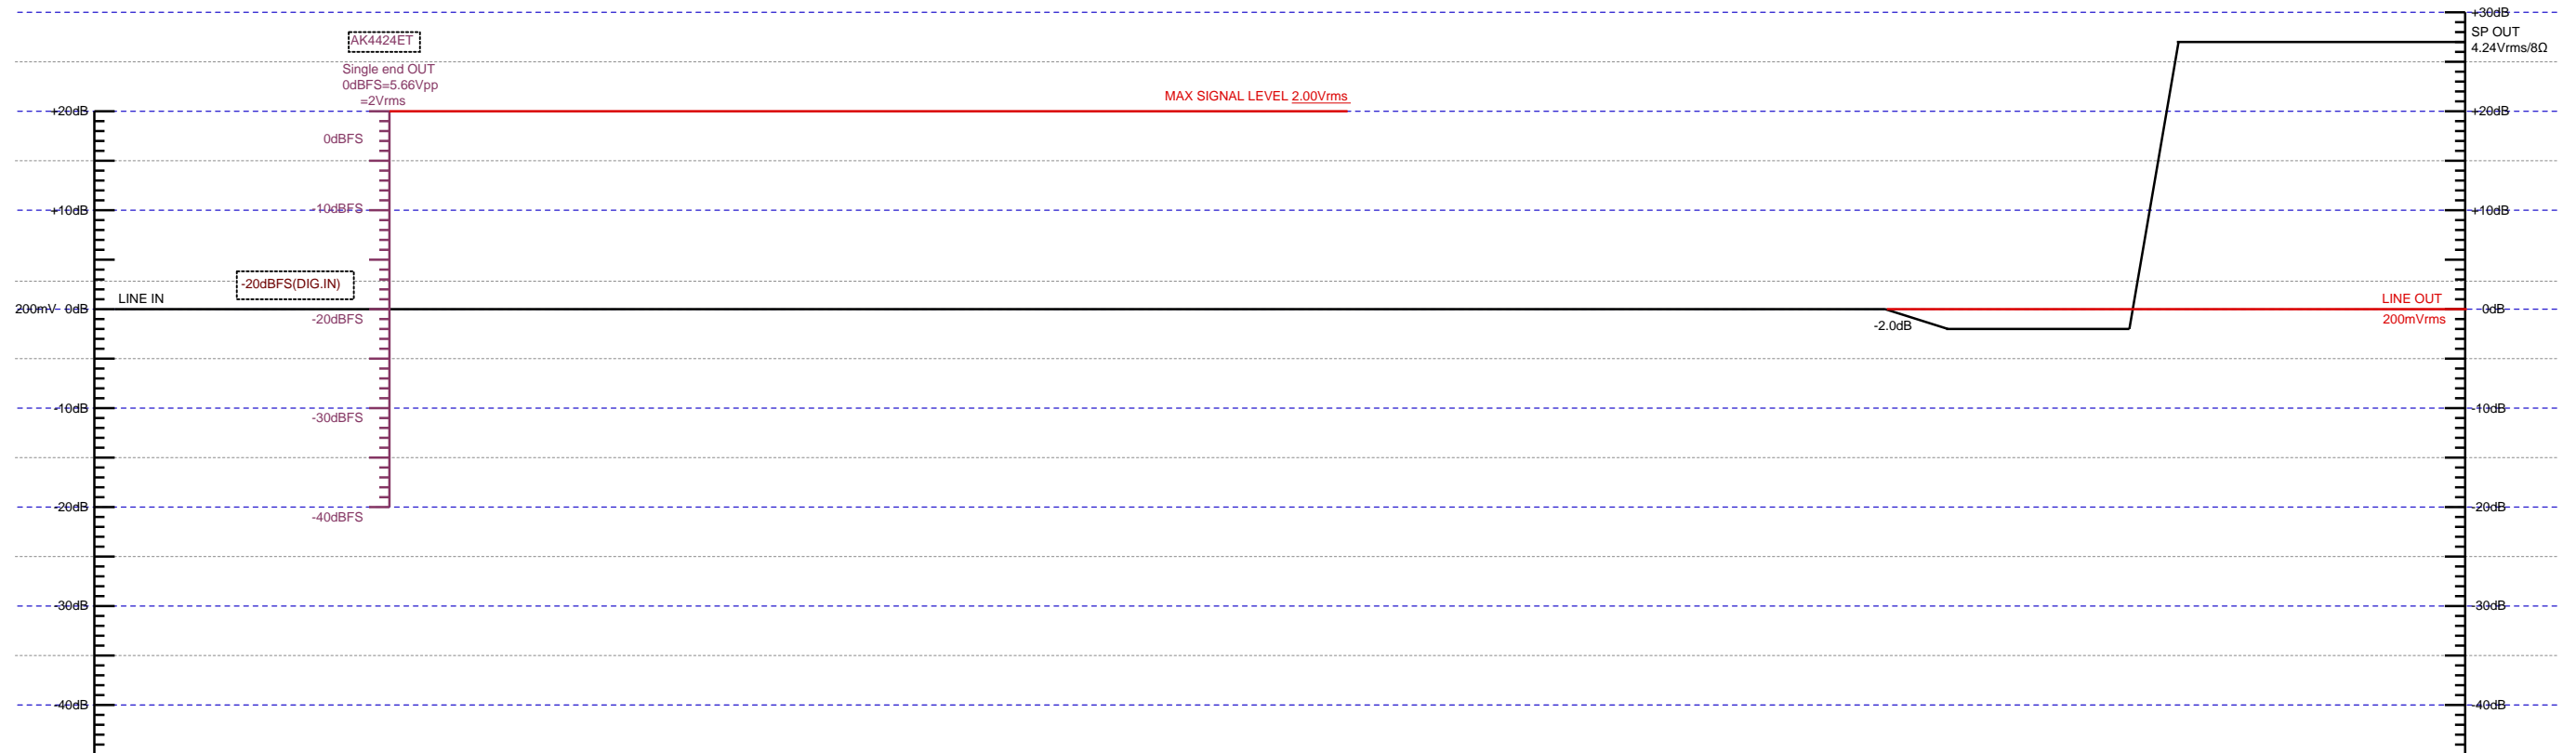 +30dB
SP OUT
4.24Vrms/8Ω
AK4424ET
Single end OUT
0dBFS=5.66Vpp
=2Vrms
MAX SIGNAL LEVEL 2.00Vrms
+20dB
+20dB
0dBFS
+10dB
-10dBFS
+10dB
-20dBFS(DIG.IN)
LINE IN
LINE OUT
200mV 0dB
0dB
-20dBFS
-2.0dB
200mVrms
-10dB
-10dB
-30dBFS
-20dB
-20dB
-40dBFS
-30dB
-30dB
-40dB
-40dB